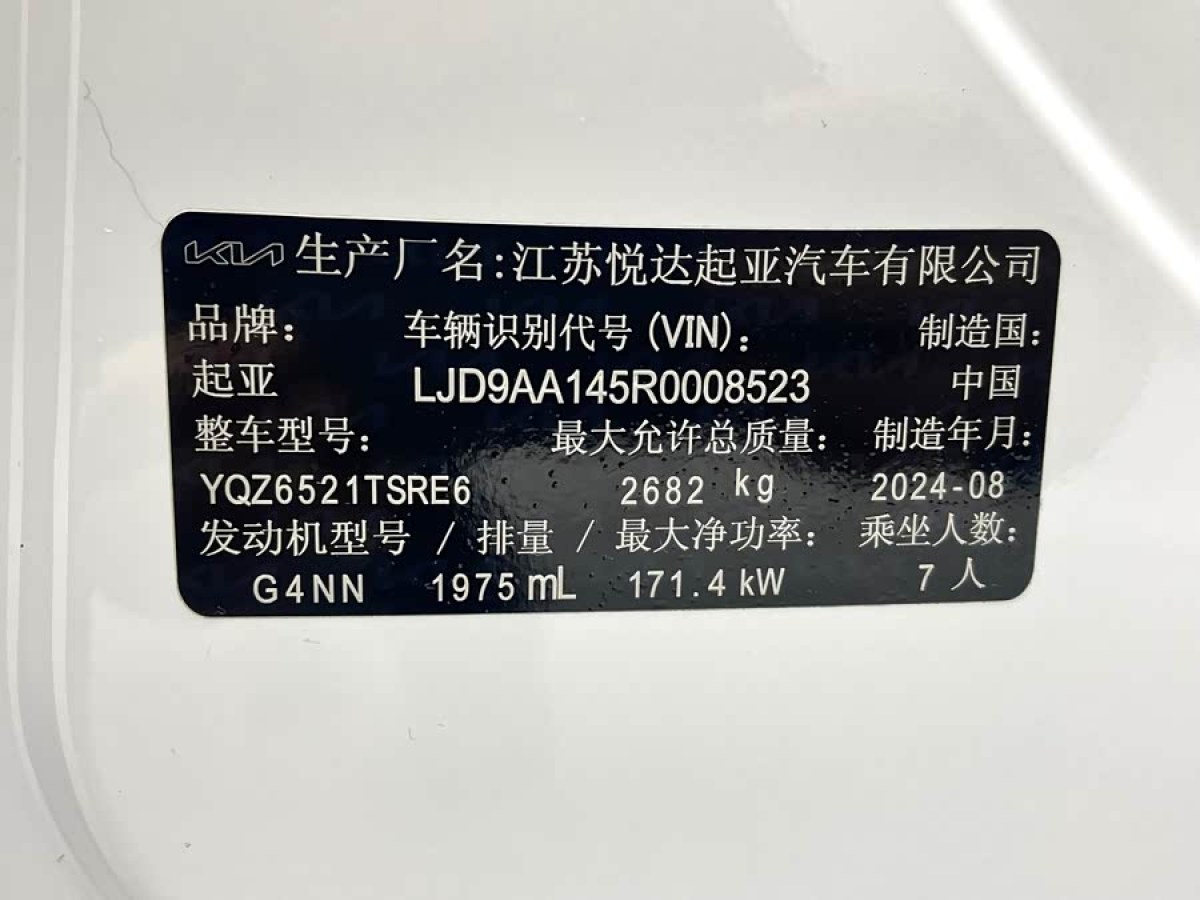 KIA 生产厂名:江苏悦达起亚汽车有限公司
品牌: 车辆识别代号(VIN): 制造国:
起亚 LJD9AA145R0008523 中国
整车型号: 最大允许总质量: 制造年月:
YQZ6521TSRE6 2682 kg 2024-08
发动机型号 / 排量 / 最大净功率: 乘坐人数:
G4NN 1975 mL 171.4 kW 7 人